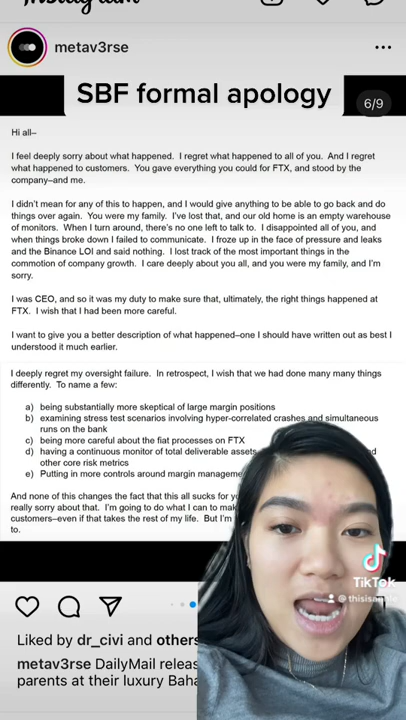 Instagram
metav3rse
SBF formal apology
6/9
Hi all–
I feel deeply sorry about what happened. I regret what happened to all of you. And I regret
what happened to customers. You gave everything you could for FTX, and stood by the
company–and me.
I didn't mean for any of this to happen, and I would give anything to be able to go back and do
things over again. You were my family. I've lost that, and our old home is an empty warehouse
of monitors. When I turn around, there's no one left to talk to. I disappointed all of you, and
when things broke down I failed to communicate. I froze up in the face of pressure and leaks
and the Binance LOI and said nothing. I lost track of the most important things in the
commotion of company growth. I care deeply about you all, and you were my family, and I'm
sorry.
I was CEO, and so it was my duty to make sure that, ultimately, the right things happened at
FTX. I wish that I had been more careful.
I want to give you a better description of what happened–one I should have written out as best I
understood it much earlier.
I deeply regret my oversight failure. In retrospect, I wish that we had done many many things
differently. To name a few:
a) being substantially more skeptical of large margin positions
b) examining stress test scenarios involving hyper-correlated crashes and simultaneous
runs on the bank
c) being more careful about the fiat processes on FTX
d) having a continuous monitor of total deliverable assets
other core risk metrics
e) Putting in more controls around margin manageme
And none of this changes the fact that this all sucks for
really sorry about that. I'm going to do what I can to
customers–even if that takes the rest of my life. But I'm
to.
TikTok
Liked by dr_civi and others
metav3rse DailyMail releas
parents at their luxury Baha